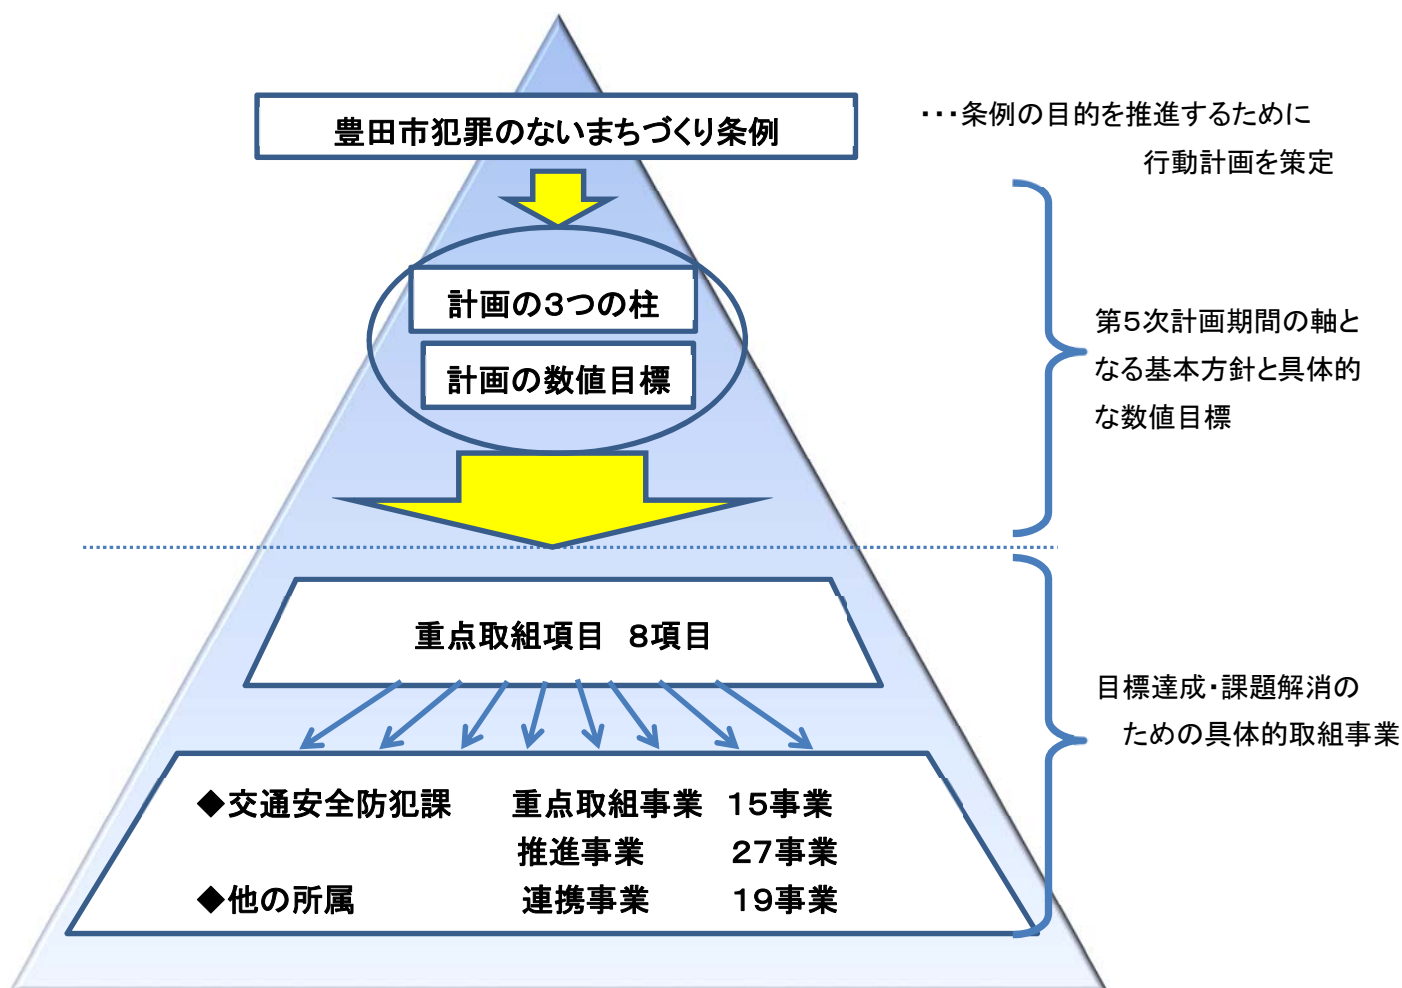 豊田市犯罪のないまちづくり条例
・・・条例の目的を推進するために
行動計画を策定
計画の３つの柱
計画の数値目標
第５次計画期間の軸と
なる基本方針と具体的
な数値目標
重点取組項目　８項目
目標達成・課題解消の
ための具体的取組事業
◆交通安全防犯課　重点取組事業　１５事業
推進事業　２７事業
◆他の所属　連携事業　１９事業